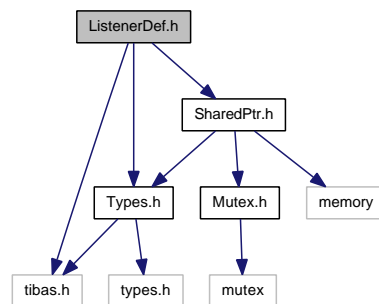 ListenerDef.h
SharedPtr.h
Types.h
Mutex.h
memory
tibas.h
types.h
mutex